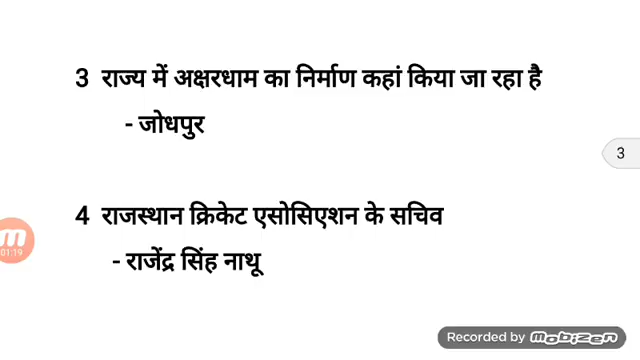 3 राज्य में अक्षरधाम का निर्माण कहां किया जा रहा है
- जोधपुर
3
4 राजस्थान क्रिकेट एसोसिएशन के सचिव
- राजेंद्र सिंह नाथू
01:19
Recorded by mobizen